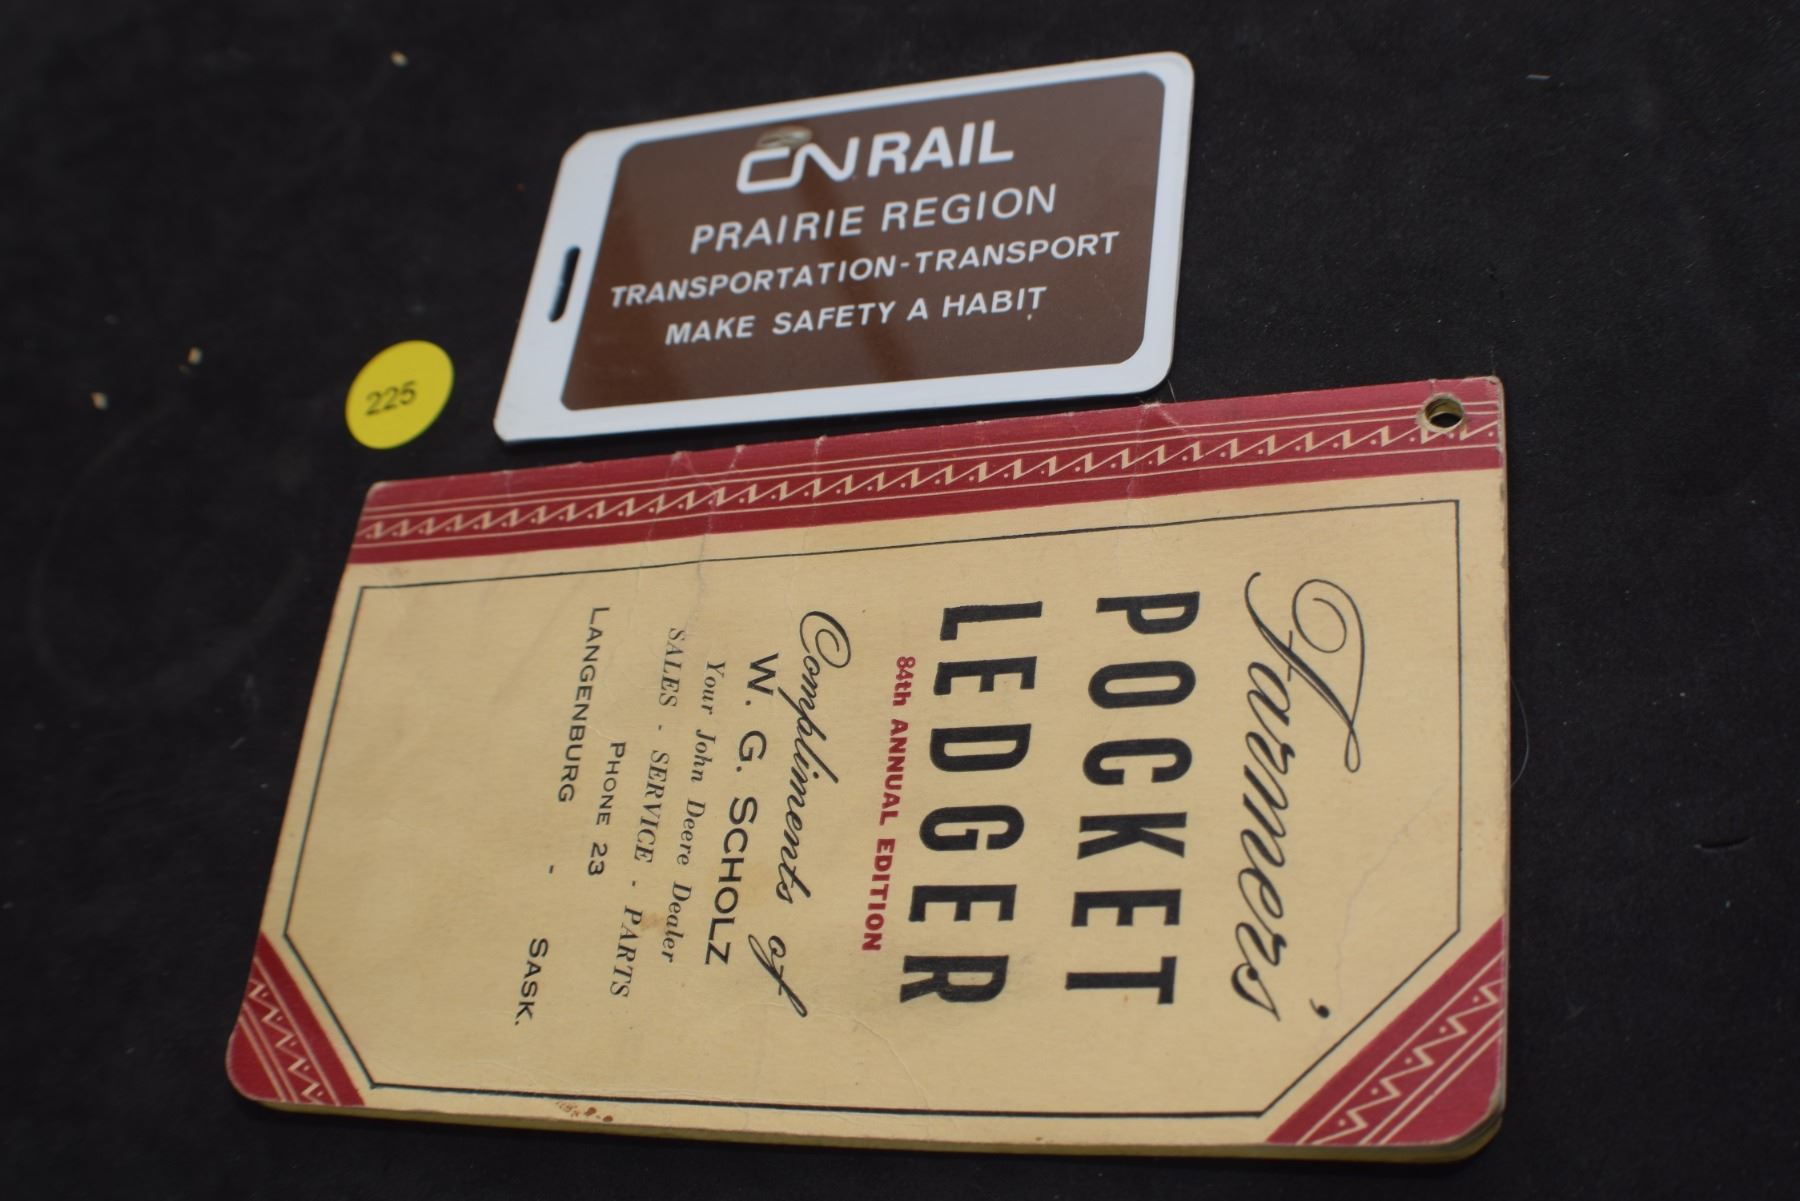 CN RAIL
PRAIRIE REGION
TRANSPORTATION-TRANSPORT
MAKE SAFETY A HABIT
225
Farmers'
POCKET
LEDGER
84th ANNUAL EDITION
Compliments of
W. G. SCHOLZ
Your John Deere Dealer
SALES - SERVICE - PARTS
PHONE 23
LANGENBURG - SASK.